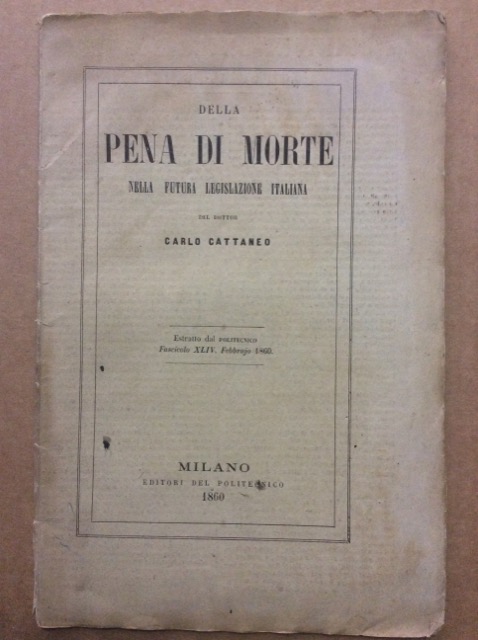 DELLA
PENA DI MORTE
NELLA FUTURA LEGISLAZIONE ITALIANA
DEL DOTTOR
CARLO CATTANEO
Estratto dal POLITECNICO
Fascicolo XLIV. Febbrajo 1860.
MILANO
EDITORI DEL POLITECNICO
1860